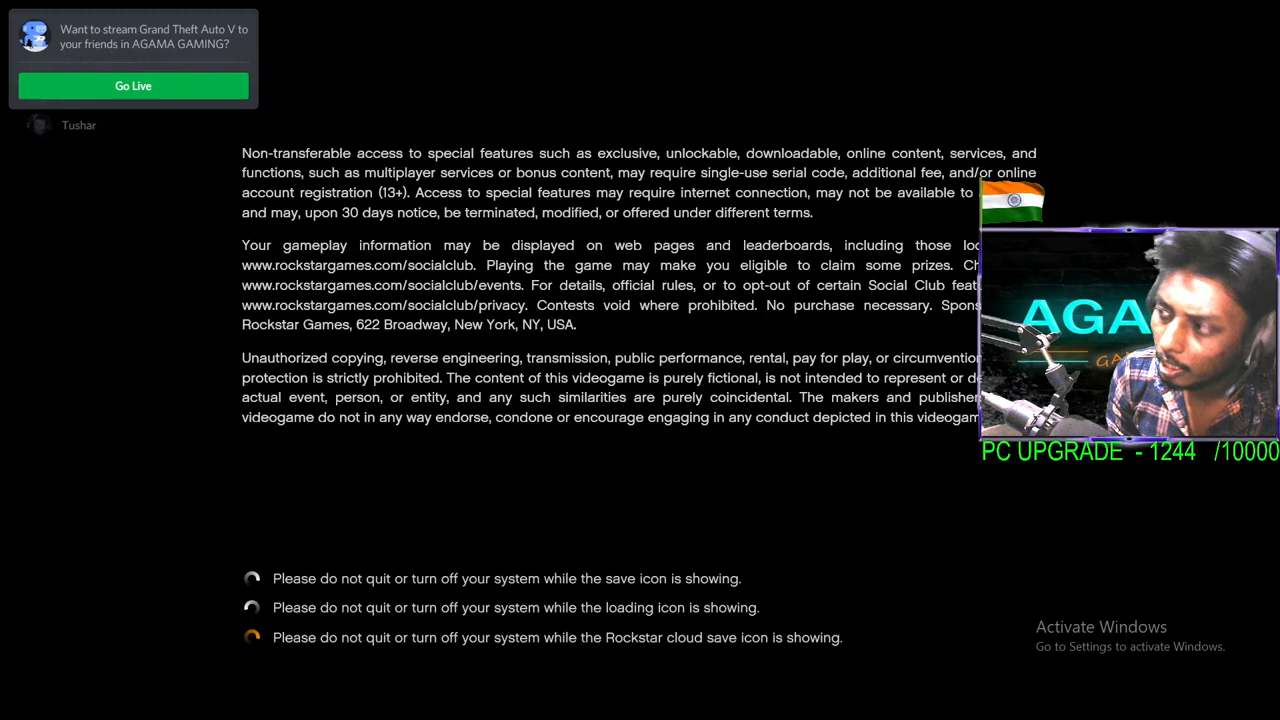 Want to stream Grand Theft Auto V to
your friends in AGAMA GAMING?
Go Live
Tushar
Non-transferable access to special features such as exclusive, unlockable, downloadable, online content, services, and
functions, such as multiplayer services or bonus content, may require single-use serial code, additional fee, and/or online
account registration (13+). Access to special features may require internet connection, may not be available to
and may, upon 30 days notice, be terminated, modified, or offered under different terms.
Your gameplay information may be displayed on web pages and leaderboards, including those
www.rockstargames.com/socialclub. Playing the game may make you eligible to claim some prizes.
www.rockstargames.com/socialclub/events. For details, official rules, or to opt-out of certain Social Club
www.rockstargames.com/socialclub/privacy. Contests void where prohibited. No purchase necessary.
Rockstar Games, 622 Broadway, New York, NY, USA.
Unauthorized copying, reverse engineering, transmission, public performance, rental, pay for play, or circumvention
protection is strictly prohibited. The content of this videogame is purely fictional, is not intended to represent or
actual event, person, or entity, and any such similarities are purely coincidental. The makers and publisher
videogame do not in any way endorse, condone or encourage engaging in any conduct depicted in this
AGA
PC UPGRADE - 1244 /10000
Please do not quit or turn off your system while the save icon is showing.
Please do not quit or turn off your system while the loading icon is showing.
Please do not quit or turn off your system while the Rockstar cloud save icon is showing.
Activate Windows
Go to Settings to activate Windows.